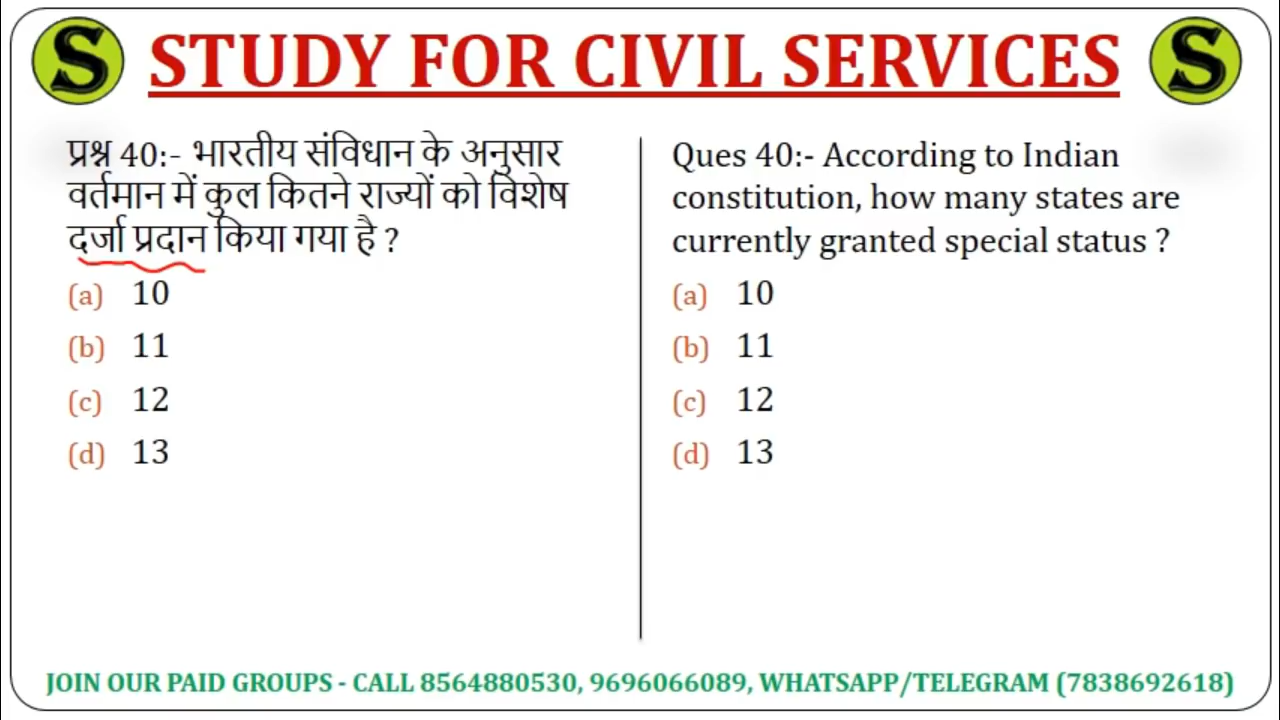 S STUDY FOR CIVIL SERVICES S
प्रश्न 40:- भारतीय संविधान के अनुसार
वर्तमान में कुल कितने राज्यों को विशेष
दर्जा प्रदान किया गया है ?
(a) 10
(b) 11
(c) 12
(d) 13
Ques 40:- According to Indian
constitution, how many states are
currently granted special status ?
(a) 10
(b) 11
(c) 12
(d) 13
JOIN OUR PAID GROUPS - CALL 8564880530, 9696066089, WHATSAPP/TELEGRAM (7838692618)